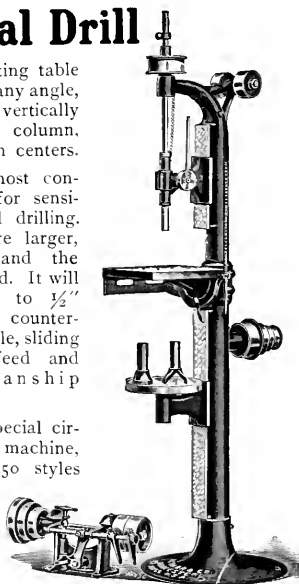 al Drill
ting table
any angle,
vertically
column,
n centers.
nost con-
for sensi-
l drilling.
re larger,
and the
d. It will
to ½″
counter-
le, sliding
feed and
anship
pecial cir-
machine,
50 styles